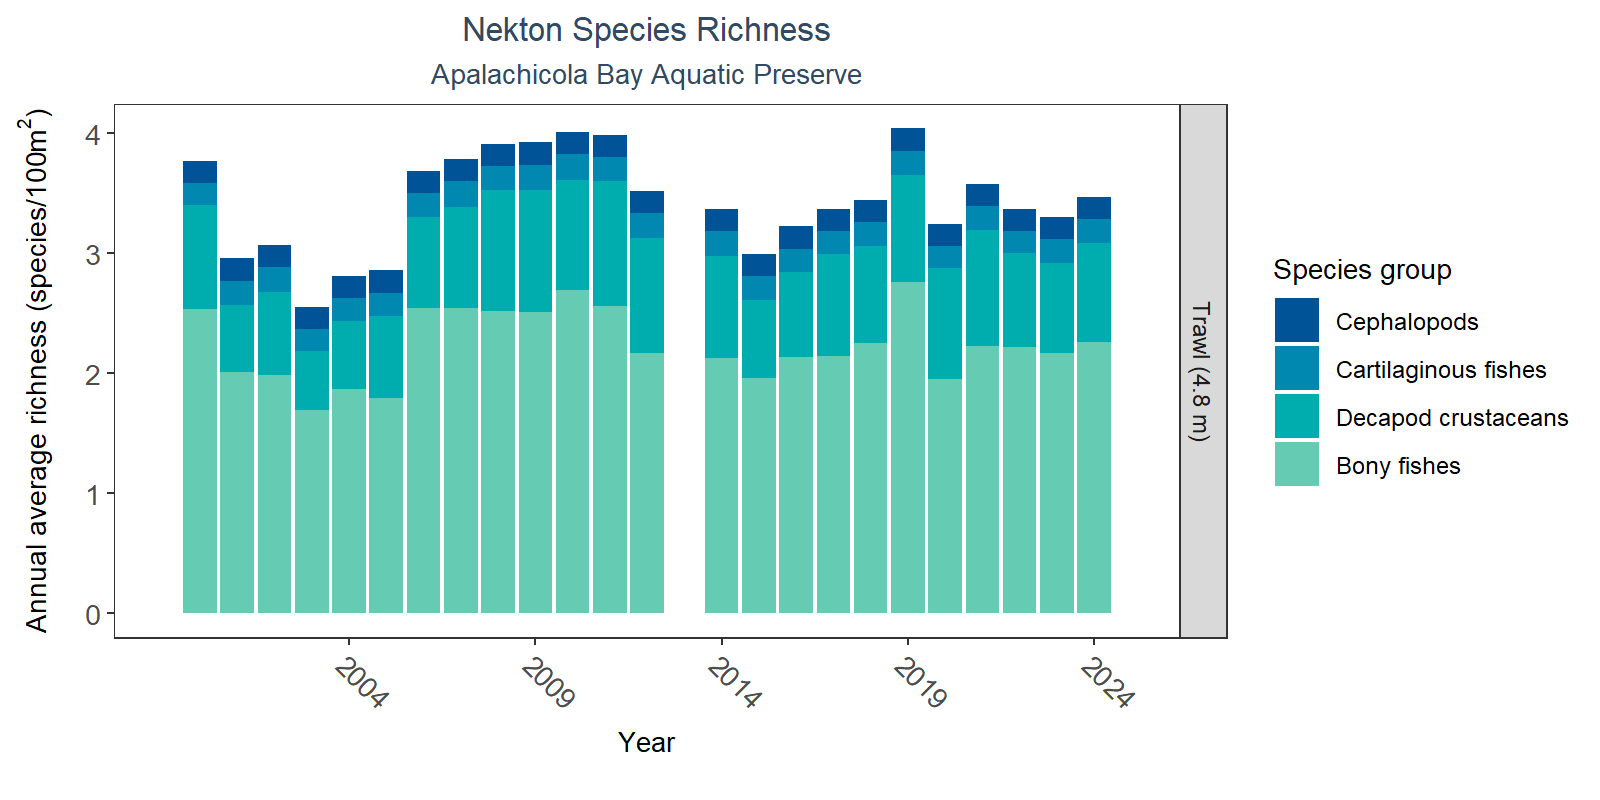 Nekton Species Richness
Apalachicola Bay Aquatic Preserve
Annual average richness (species/100m²)
4
3
2
1
0
2004
2009
2014
2019
2024
Year
Trawl (4.8 m)
Species group
Cephalopods
Cartilaginous fishes
Decapod crustaceans
Bony fishes